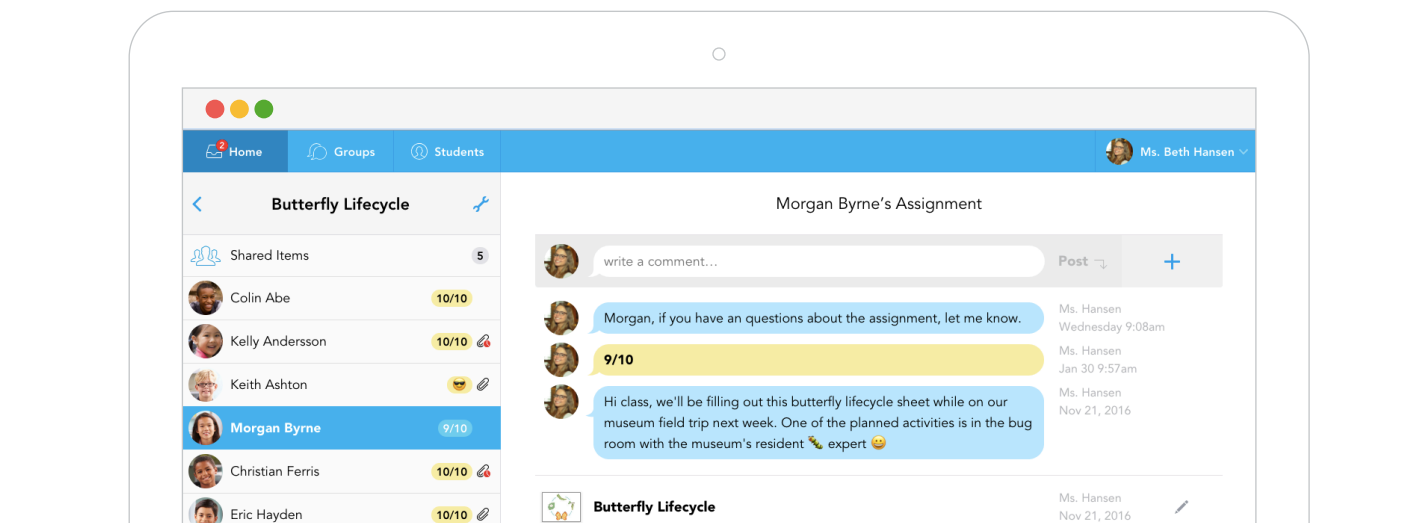 2
Home
Groups
Students
Ms. Beth Hansen
Butterfly Lifecycle
Morgan Byrne's Assignment
Shared Items
5
write a comment...
Post
Colin Abe
10/10
Morgan, if you have an questions about the assignment, let me know.
Ms. Hansen
Wednesday 9:08am
Kelly Andersson
10/10
9/10
Ms. Hansen
Jan 30 9:57am
Keith Ashton
Hi class, we'll be filling out this butterfly lifecycle sheet while on our
museum field trip next week. One of the planned activities is in the bug
room with the museum's resident 🐛 expert 😀
Ms. Hansen
Nov 21, 2016
Morgan Byrne
9/10
Christian Ferris
10/10
Eric Hayden
10/10
Butterfly Lifecycle
Ms. Hansen
Nov 21, 2016